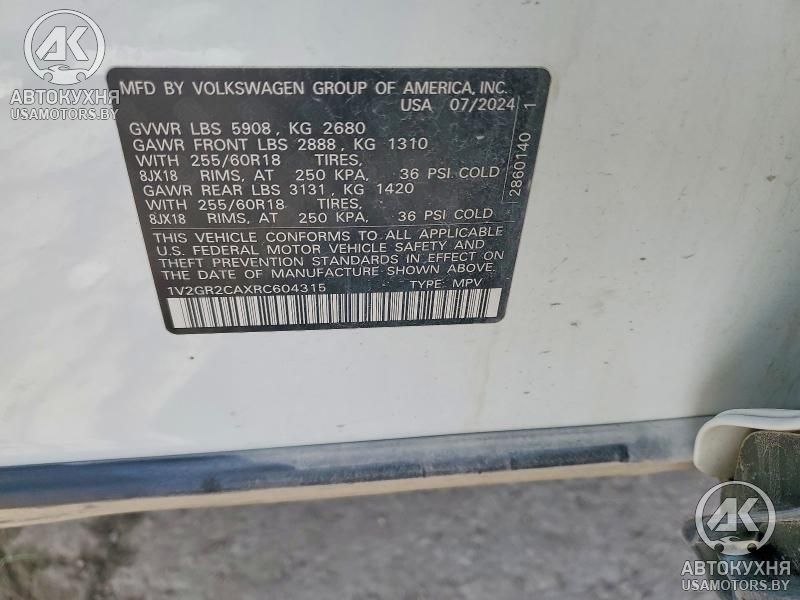 AK
АВТОКУХНЯ
USAMOTORS.BY
MFD BY VOLKSWAGEN GROUP OF AMERICA, INC.
USA 07/2024
GVWR LBS 5908, KG 2680
GAWR FRONT LBS 2888, KG 1310
WITH 255/60R18 TIRES,
8JX18 RIMS, AT 250 KPA, 36 PSI COLD
GAWR REAR LBS 3131, KG 1420
WITH 255/60R18 TIRES,
8JX18 RIMS, AT 250 KPA, 36 PSI COLD
THIS VEHICLE CONFORMS TO ALL APPLICABLE
U.S. FEDERAL MOTOR VEHICLE SAFETY AND
THEFT PREVENTION STANDARDS IN EFFECT ON
THE DATE OF MANUFACTURE SHOWN ABOVE.
1V2GR2CAXRC604315 TYPE: MPV
2860140 1
AK
АВТОКУХНЯ
USAMOTORS.BY